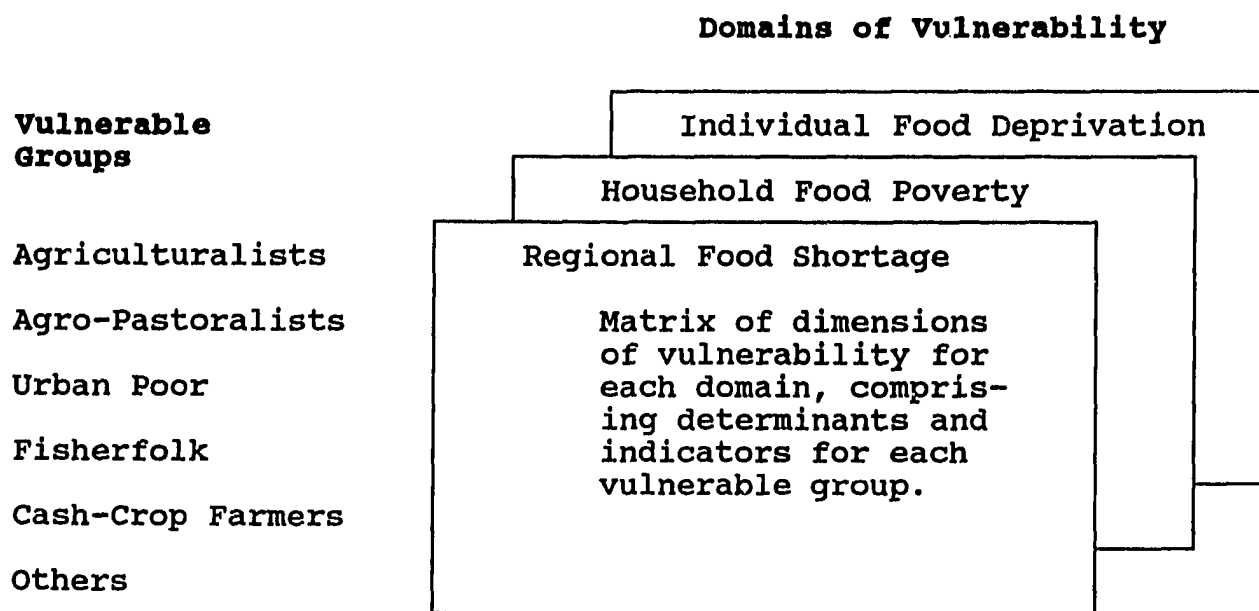 Domains of Vulnerability
Vulnerable
Groups
Individual Food Deprivation
Household Food Poverty
Regional Food Shortage
Matrix of dimensions
of vulnerability for
each domain, compris-
ing determinants and
indicators for each
vulnerable group.
Agriculturalists
Agro-Pastoralists
Urban Poor
Fisherfolk
Cash-Crop Farmers
Others